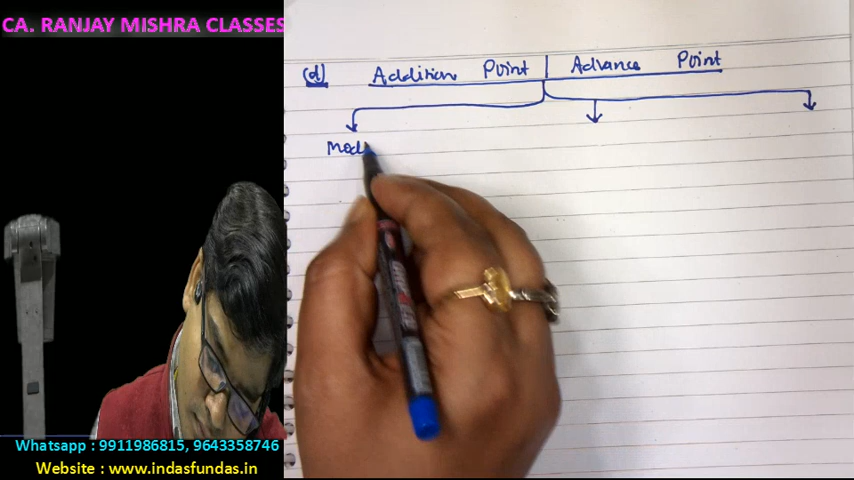 CA. RANJAY MISHRA CLASSES
(d) Addition Point | Advance Point
Whatsapp : 9911986815, 9643358746
Website : www.indasfundas.in